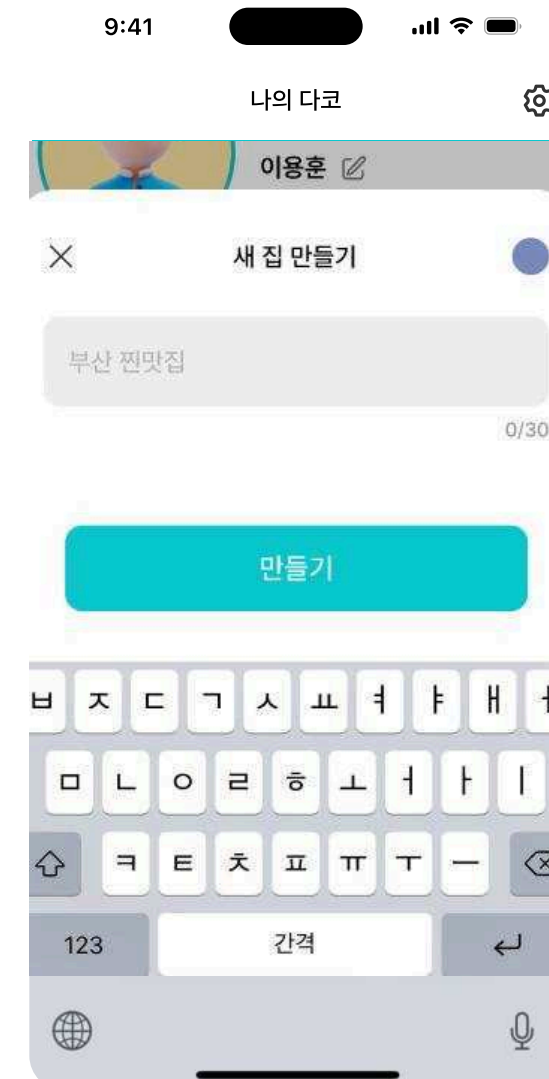 9:41
나의 다코
이용훈
새 집 만들기
부산 찐맛집
0/30
만들기
ㅂ ㅈ ㄷ ㄱ ㅅ ㅛ ㅕ ㅑ ㅐ
ㅁ ㄴ ㅇ ㄹ ㅎ ㅗ ㅓ ㅏ ㅣ
ㅋ ㅌ ㅊ ㅍ ㅠ ㅜ ㅡ
123 간격